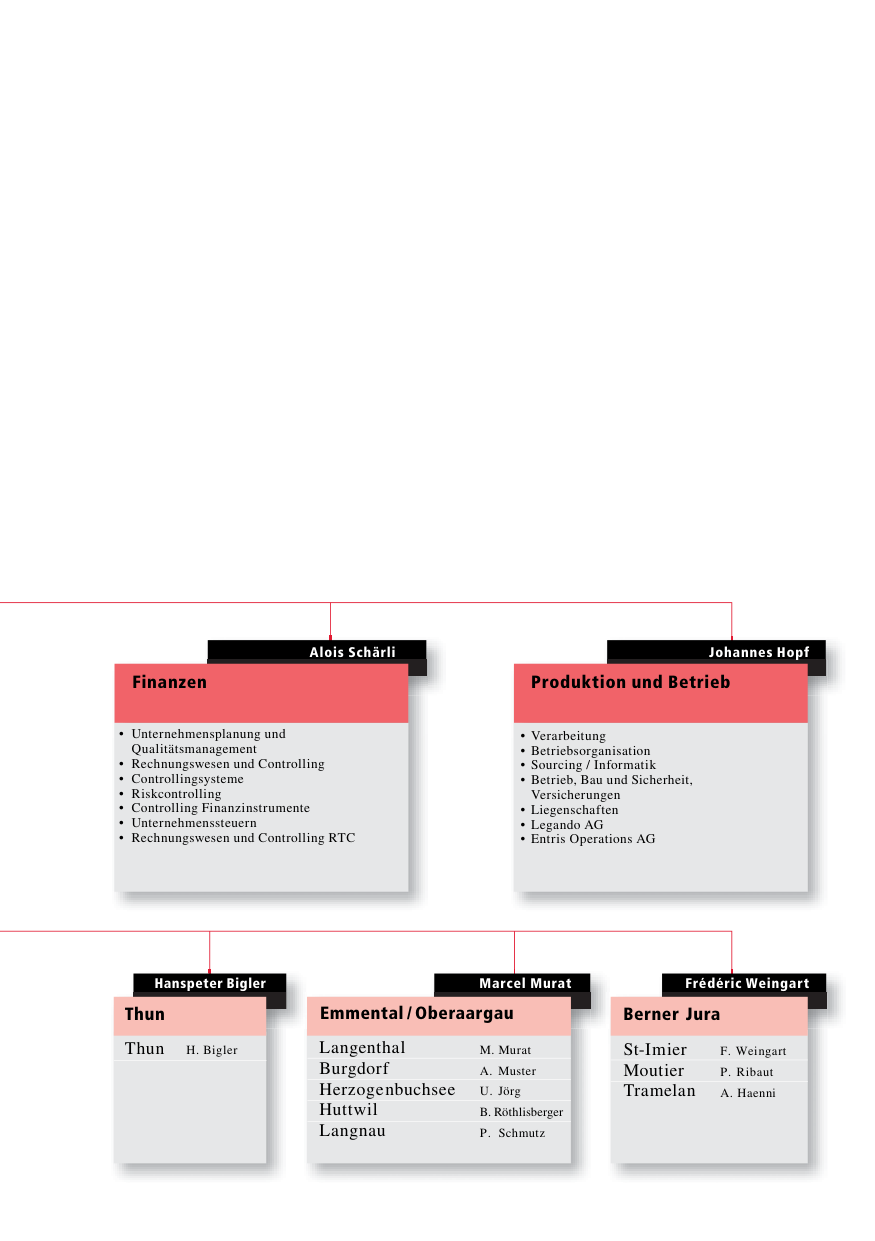 Alois Schärli
Finanzen
• Unternehmensplanung und
Qualitätsmanagement
• Rechnungswesen und Controlling
• Controllingsysteme
• Riskcontrolling
• Controlling Finanzinstrumente
• Unternehmenssteuern
• Rechnungswesen und Controlling RTC
Johannes Hopf
Produktion und Betrieb
• Verarbeitung
• Betriebsorganisation
• Sourcing / Informatik
• Betrieb, Bau und Sicherheit,
Versicherungen
• Liegenschaften
• Legando AG
• Entris Operations AG
Hanspeter Bigler
Thun
Thun H. Bigler
Marcel Murat
Emmental / Oberaargau
Langenthal M. Murat
Burgdorf A. Muster
Herzogenbuchsee U. Jörg
Huttwil B. Röthlisberger
Langnau P. Schmutz
Frédéric Weingart
Berner Jura
St-Imier F. Weingart
Moutier P. Ribaut
Tramelan A. Haenni